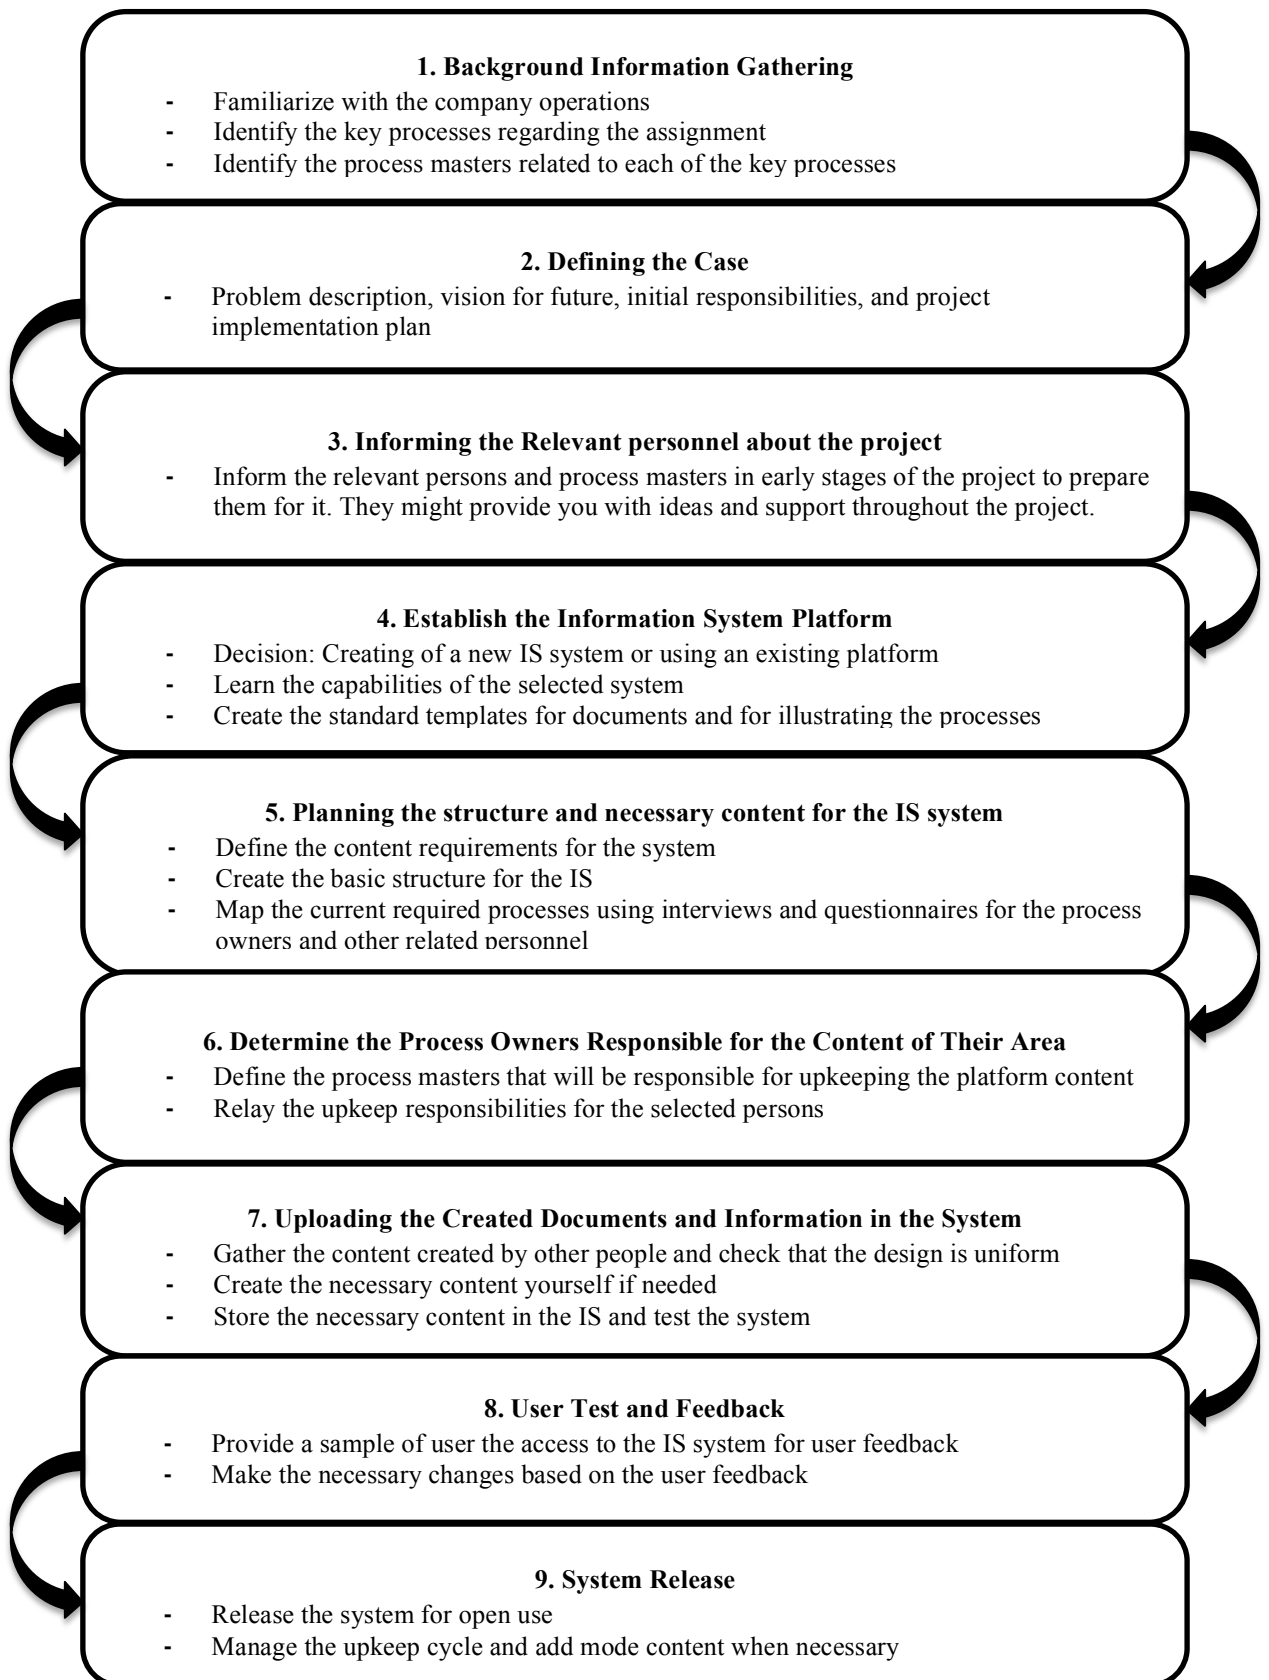 1. Background Information Gathering
- Familiarize with the company operations
- Identify the key processes regarding the assignment
- Identify the process masters related to each of the key processes
2. Defining the Case
- Problem description, vision for future, initial responsibilities, and project
implementation plan
3. Informing the Relevant personnel about the project
- Inform the relevant persons and process masters in early stages of the project to prepare
them for it. They might provide you with ideas and support throughout the project.
4. Establish the Information System Platform
- Decision: Creating of a new IS system or using an existing platform
- Learn the capabilities of the selected system
- Create the standard templates for documents and for illustrating the processes
5. Planning the structure and necessary content for the IS system
- Define the content requirements for the system
- Create the basic structure for the IS
- Map the current required processes using interviews and questionnaires for the process
owners and other related personnel
6. Determine the Process Owners Responsible for the Content of Their Area
- Define the process masters that will be responsible for upkeeping the platform content
- Relay the upkeep responsibilities for the selected persons
7. Uploading the Created Documents and Information in the System
- Gather the content created by other people and check that the design is uniform
- Create the necessary content yourself if needed
- Store the necessary content in the IS and test the system
8. User Test and Feedback
- Provide a sample of user the access to the IS system for user feedback
- Make the necessary changes based on the user feedback
9. System Release
- Release the system for open use
- Manage the upkeep cycle and add mode content when necessary